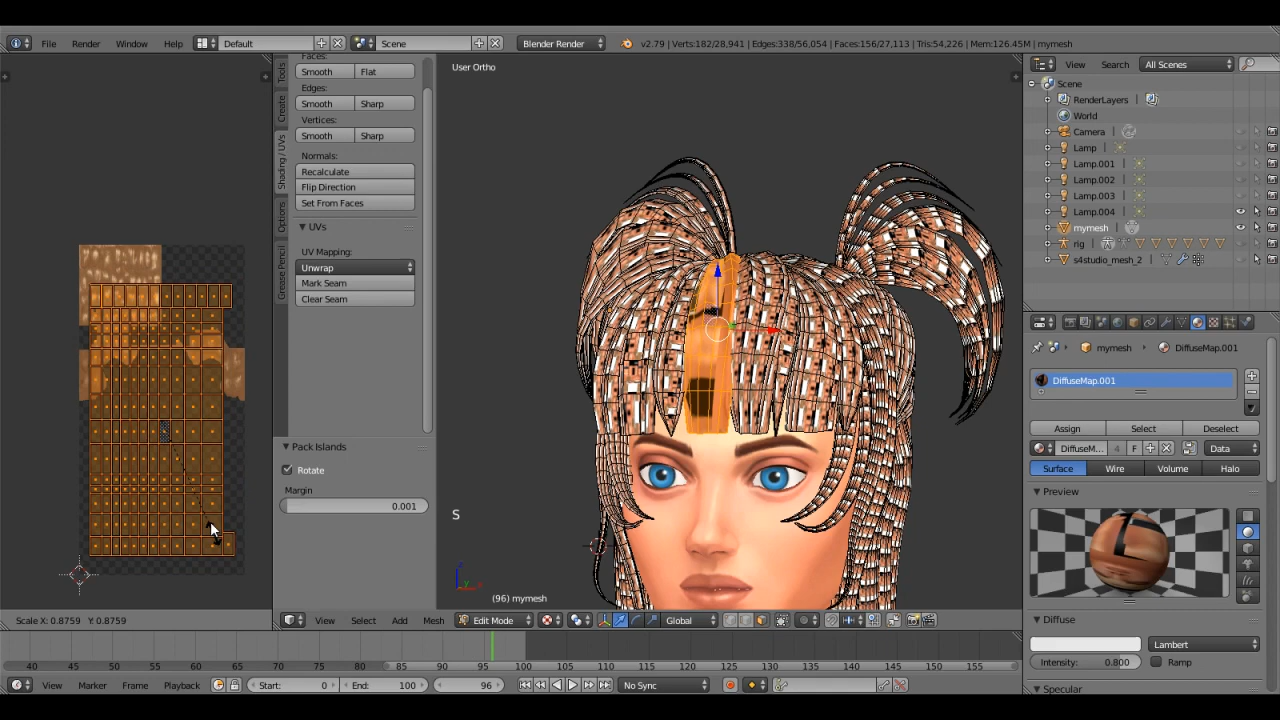 File Render Window Help Default Scene Blender Render v2.79 | Verts:182/28,941 | Edges:338/56,054 | Faces:156/27,113 | Tris:54,226 | Mem:126.45M | mymesh
Faces:
Smooth Flat
Edges:
Smooth Sharp
Vertices:
Smooth Sharp
Normals:
Recalculate
Flip Direction
Set From Faces
UVs
UV Mapping:
Unwrap
Mark Seam
Clear Seam
Tools
Create
Shading / UVs
Options
Grease Pencil
Pack Islands
Rotate
Margin
0.001
User Ortho
S
(96) mymesh
Scale X: 0.8759 Y: 0.8759
View Select Add Mesh Edit Mode Global
View Search All Scenes
Scene
RenderLayers
World
Camera
Lamp
Lamp.001
Lamp.002
Lamp.003
Lamp.004
mymesh
rig
s4studio_mesh_2
mymesh DiffuseMap.001
DiffuseMap.001
Assign Select Deselect
DiffuseM... 4 F Data
Surface Wire Volume Halo
Preview
Diffuse
Lambert
Intensity: 0.800 Ramp
Specular
40 45 50 55 60 65 70 75 80 85 90 95 100 105 110 115 120 125 130 135 140 145 150 155
View Marker Frame Playback Start: 0 End: 100 96 No Sync